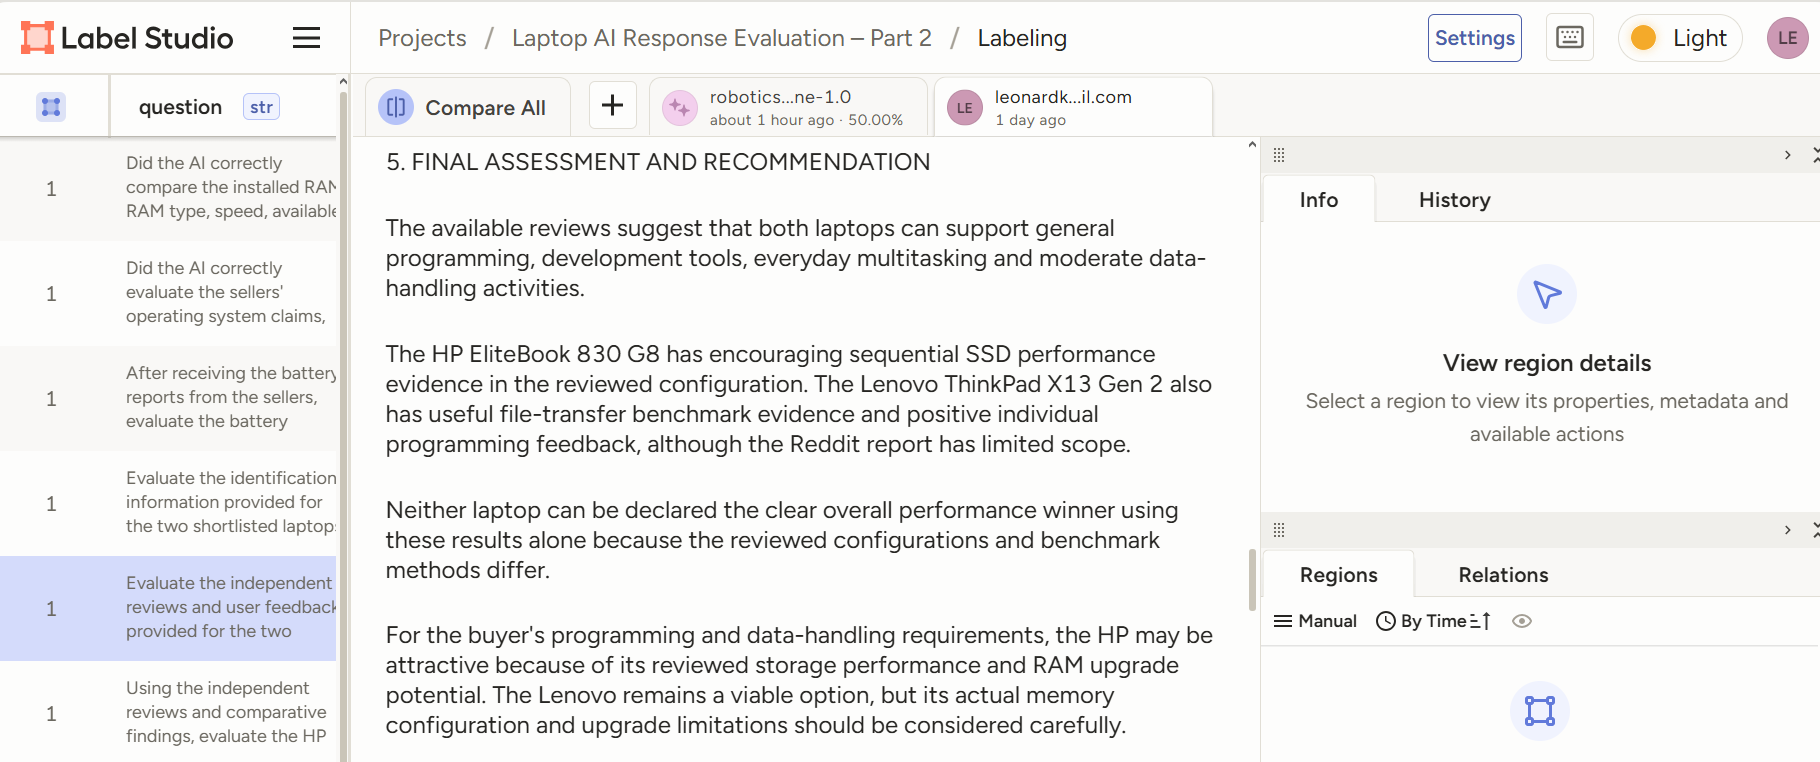 Label Studio
Projects / Laptop AI Response Evaluation – Part 2 / Labeling
Settings
Light
LE
question str
Compare All
+
robotics...ne-1.0
about 1 hour ago · 50.00%
LE
leonardk...il.com
1 day ago
1
Did the AI correctly
compare the installed RAM
RAM type, speed, available
1
Did the AI correctly
evaluate the sellers'
operating system claims,
1
After receiving the battery
reports from the sellers,
evaluate the battery
1
Evaluate the identification
information provided for
the two shortlisted laptops
1
Evaluate the independent
reviews and user feedback
provided for the two
1
Using the independent
reviews and comparative
findings, evaluate the HP
5. FINAL ASSESSMENT AND RECOMMENDATION
The available reviews suggest that both laptops can support general
programming, development tools, everyday multitasking and moderate data-
handling activities.
The HP EliteBook 830 G8 has encouraging sequential SSD performance
evidence in the reviewed configuration. The Lenovo ThinkPad X13 Gen 2 also
has useful file-transfer benchmark evidence and positive individual
programming feedback, although the Reddit report has limited scope.
Neither laptop can be declared the clear overall performance winner using
these results alone because the reviewed configurations and benchmark
methods differ.
For the buyer's programming and data-handling requirements, the HP may be
attractive because of its reviewed storage performance and RAM upgrade
potential. The Lenovo remains a viable option, but its actual memory
configuration and upgrade limitations should be considered carefully.
Info
History
View region details
Select a region to view its properties, metadata and
available actions
Regions
Relations
Manual
By Time